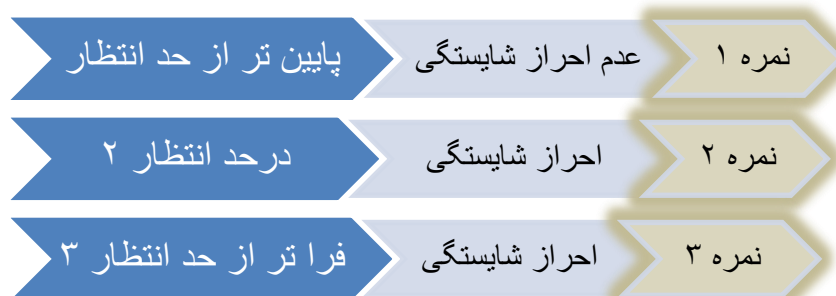 نمره ۱ عدم احراز شایستگی پایین تر از حد انتظار
نمره ۲ احراز شایستگی درحد انتظار ۲
نمره ۳ احراز شایستگی فرا تر از حد انتظار ۳